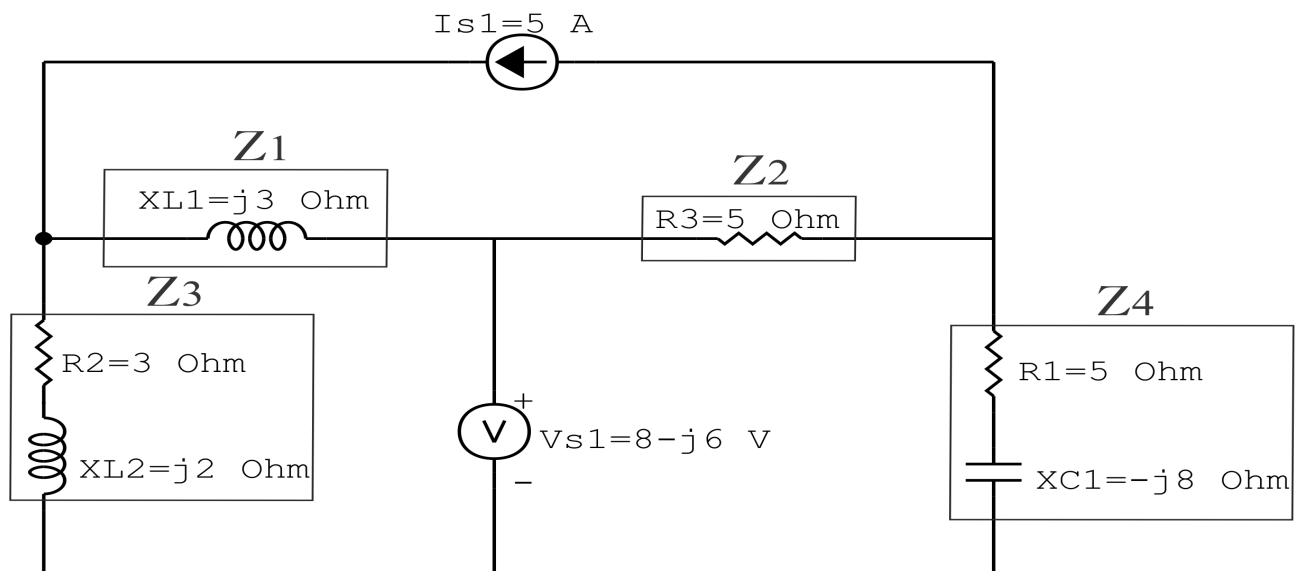 Is1=5 A
Z1
XL1=j3 Ohm
Z2
R3=5 Ohm
Z3
R2=3 Ohm
XL2=j2 Ohm
+
V
Vs1=8-j6 V
-
Z4
R1=5 Ohm
XC1=-j8 Ohm